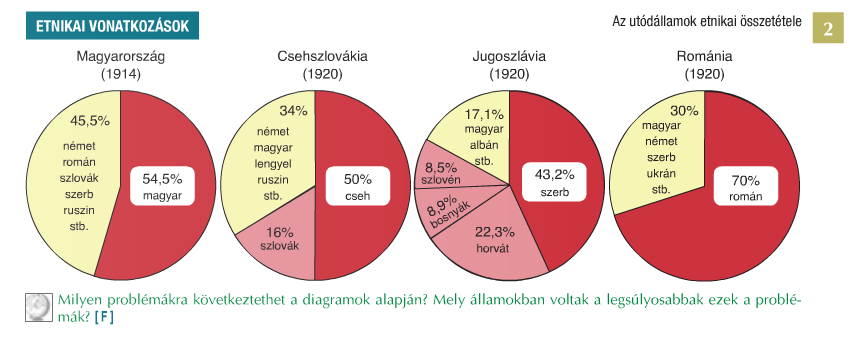 ETNIKAI VONATKOZÁSOK
Az utódállamok etnikai összetétele
2
Magyarország
(1914)
45,5%
német
román
szlovák
szerb
ruszin
stb.
54,5%
magyar
Csehszlovákia
(1920)
34%
német
magyar
lengyel
ruszin
stb.
50%
cseh
16%
szlovák
Jugoszlávia
(1920)
17,1%
magyar
albán
stb.
8,5%
szlovén
8,9%
bosnyák
22,3%
horvát
43,2%
szerb
Románia
(1920)
30%
magyar
német
szerb
ukrán
stb.
70%
román
Milyen problémákra következtethet a diagramok alapján? Mely államokban voltak a legsúlyosabbak ezek a problé-
mák? [F]